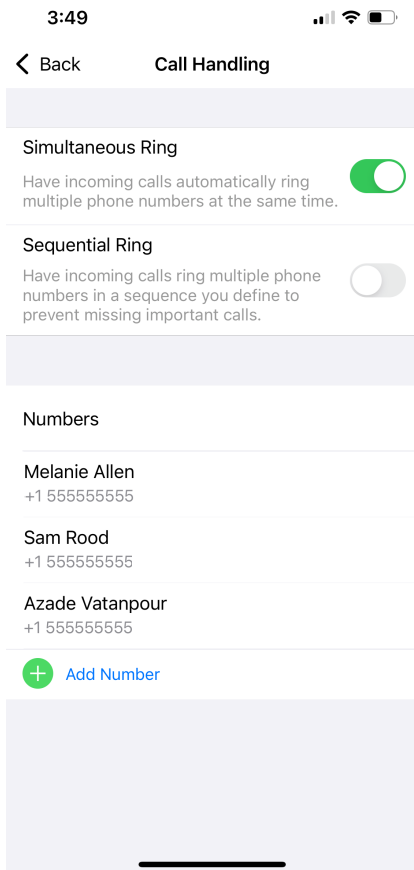 3:49
Back
Call Handling
Simultaneous Ring
Have incoming calls automatically ring
multiple phone numbers at the same time.
Sequential Ring
Have incoming calls ring multiple phone
numbers in a sequence you define to
prevent missing important calls.
Numbers
Melanie Allen
+1 555555555
Sam Rood
+1 555555555
Azade Vatanpour
+1 555555555
Add Number